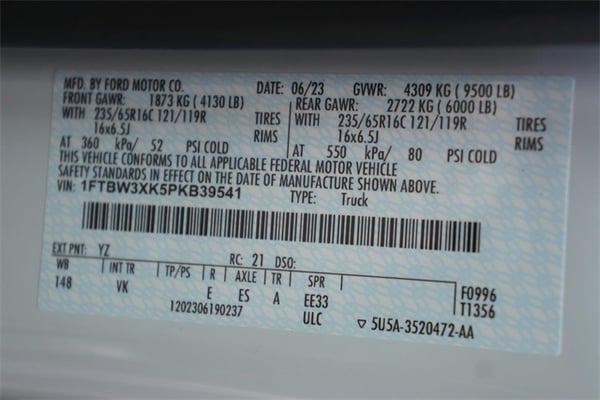 MFD. BY FORD MOTOR CO. DATE: 06/23 GVWR: 4309 KG ( 9500 LB)
FRONT GAWR: 1873 KG ( 4130 LB) REAR GAWR: 2722 KG ( 6000 LB)
WITH 235/65R16C 121/119R TIRES WITH 235/65R16C 121/119R TIRES
16x6.5J RIMS 16x6.5J RIMS
AT 360 kPa/ 52 PSI COLD AT 550 kPa/ 80 PSI COLD
THIS VEHICLE CONFORMS TO ALL APPLICABLE FEDERAL MOTOR VEHICLE
SAFETY STANDARDS IN EFFECT ON THE DATE OF MANUFACTURE SHOWN ABOVE.
VIN: 1FTBW3XK5PKB39541 TYPE: Truck
EXT PNT: YZ RC: 21 DSO:
WB INT TR TP/PS R AXLE TR SPR F0996
148 VK E ES A EE33 T1356
1202306190237 ULC ▽ 5U5A-3520472-AA